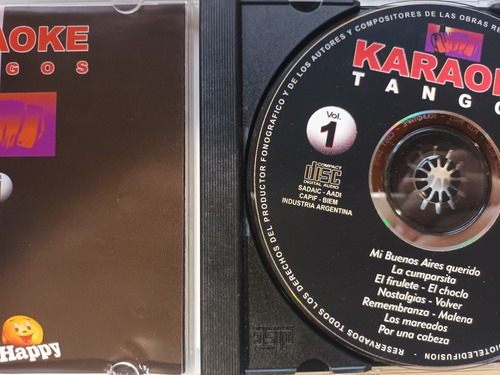 AOKE
N G O S
Happy
RESERVADOS TODOS LOS DERECHOS DEL PRODUCTOR FONOGRAFICO Y DE LOS AUTORES Y COMPOSITORES DE LAS OBRAS RE
KARAOKE
TANGO
Vol.
1
COMPACT
disc
DIGITAL AUDIO
SADAIC - AADI
CAPIF - BIEM
INDUSTRIA ARGENTINA
Mi Buenos Aires querido
La cumparsita
El firulete - El choclo
Nostalgias - Volver
Remembranza - Malena
Los mareados
Por una cabeza
IOTELEDIFUSION -